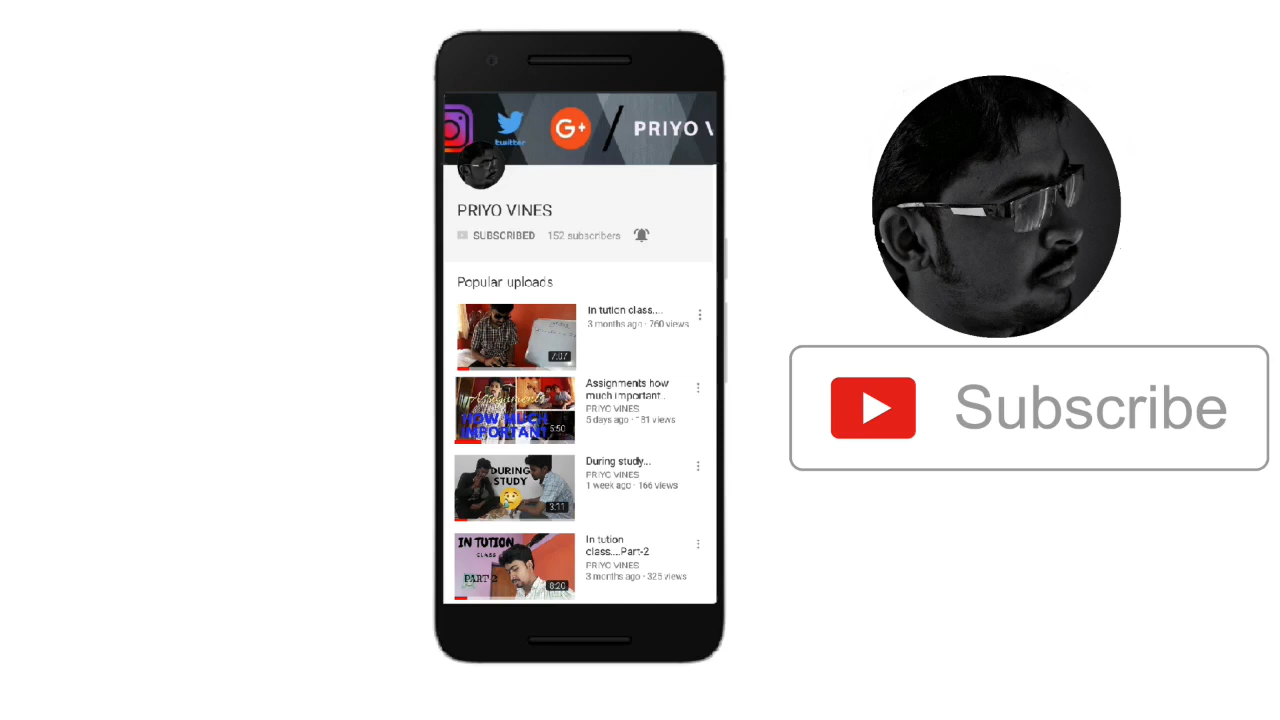 twitter
G+
PRIYO V
PRIYO VINES
SUBSCRIBED 152 subscribers
Popular uploads
In tution class....
3 months ago · 760 views
7:07
Assignments how
much important..
PRIYO VINES
5 days ago · 181 views
Assignments
HOW MUCH
IMPORTANT
5:50
During study...
PRIYO VINES
1 week ago · 166 views
DURING
STUDY
3:11
In tution
class....Part-2
PRIYO VINES
3 months ago · 325 views
IN TUTION
CLASS
PART 2
8:20
Subscribe